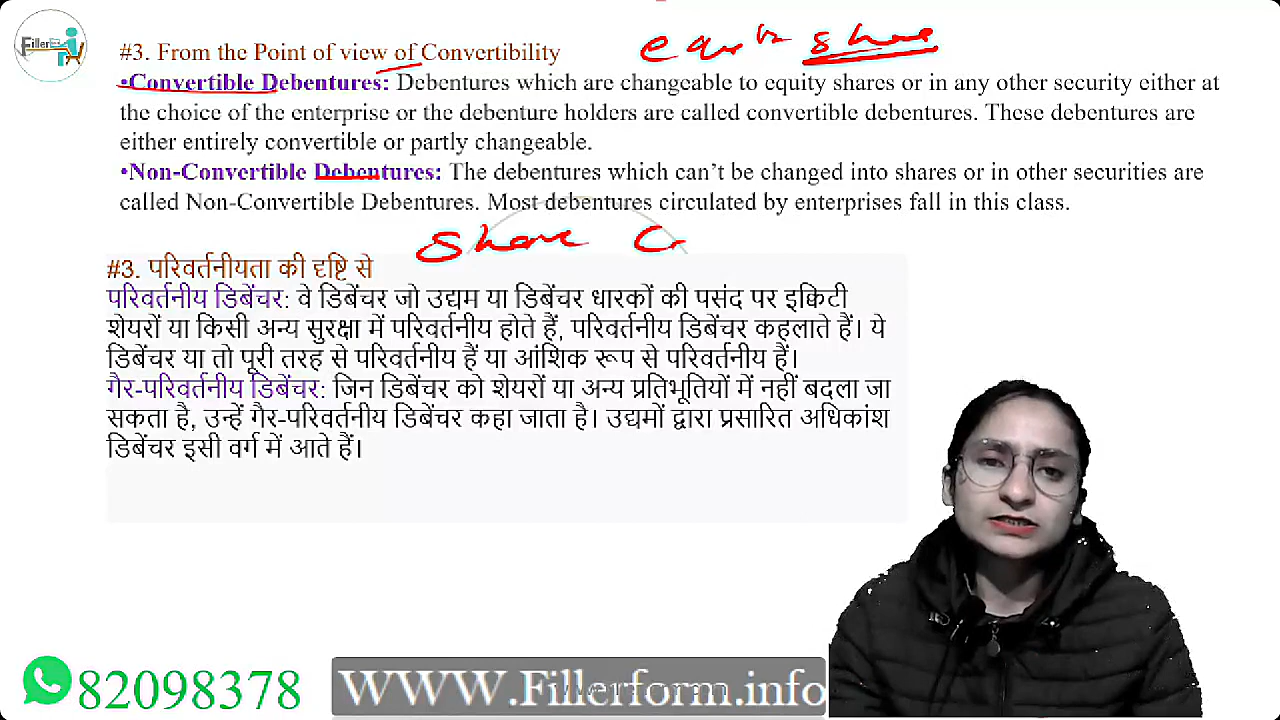 Filler
#3. From the Point of view of Convertibility
equity share
•Convertible Debentures: Debentures which are changeable to equity shares or in any other security either at
the choice of the enterprise or the debenture holders are called convertible debentures. These debentures are
either entirely convertible or partly changeable.
•Non-Convertible Debentures: The debentures which can’t be changed into shares or in other securities are
called Non-Convertible Debentures. Most debentures circulated by enterprises fall in this class.
share
#3. परिवर्तनीयता की दृष्टि से
परिवर्तनीय डिबेंचर: वे डिबेंचर जो उद्यम या डिबेंचर धारकों की पसंद पर इक्विटी
शेयरों या किसी अन्य सुरक्षा में परिवर्तनीय होते हैं, परिवर्तनीय डिबेंचर कहलाते हैं। ये
डिबेंचर या तो पूरी तरह से परिवर्तनीय हैं या आंशिक रूप से परिवर्तनीय हैं।
गैर-परिवर्तनीय डिबेंचर: जिन डिबेंचर को शेयरों या अन्य प्रतिभूतियों में नहीं बदला जा
सकता है, उन्हें गैर-परिवर्तनीय डिबेंचर कहा जाता है। उद्यमों द्वारा प्रसारित अधिकांश
डिबेंचर इसी वर्ग में आते हैं।
82098378
WWW.Fillerform.info